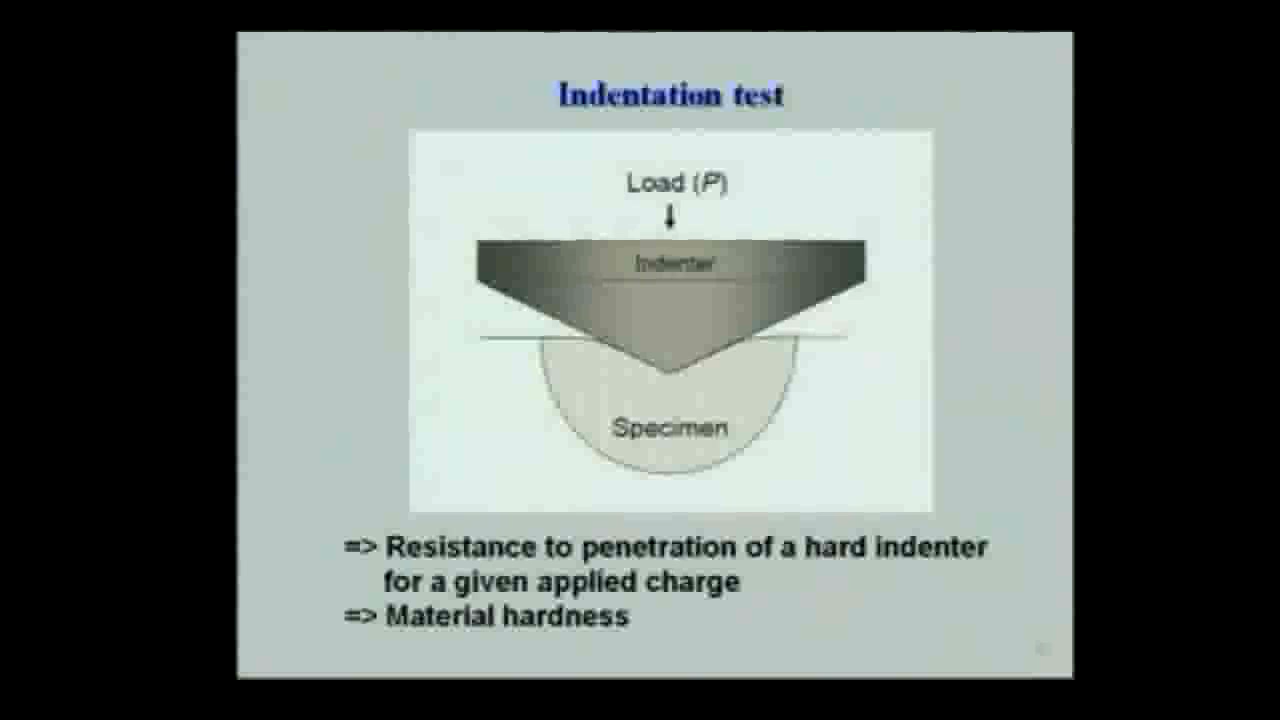 Indentation test
Load (P)
Indenter
Specimen
=> Resistance to penetration of a hard indenter
for a given applied charge
=> Material hardness